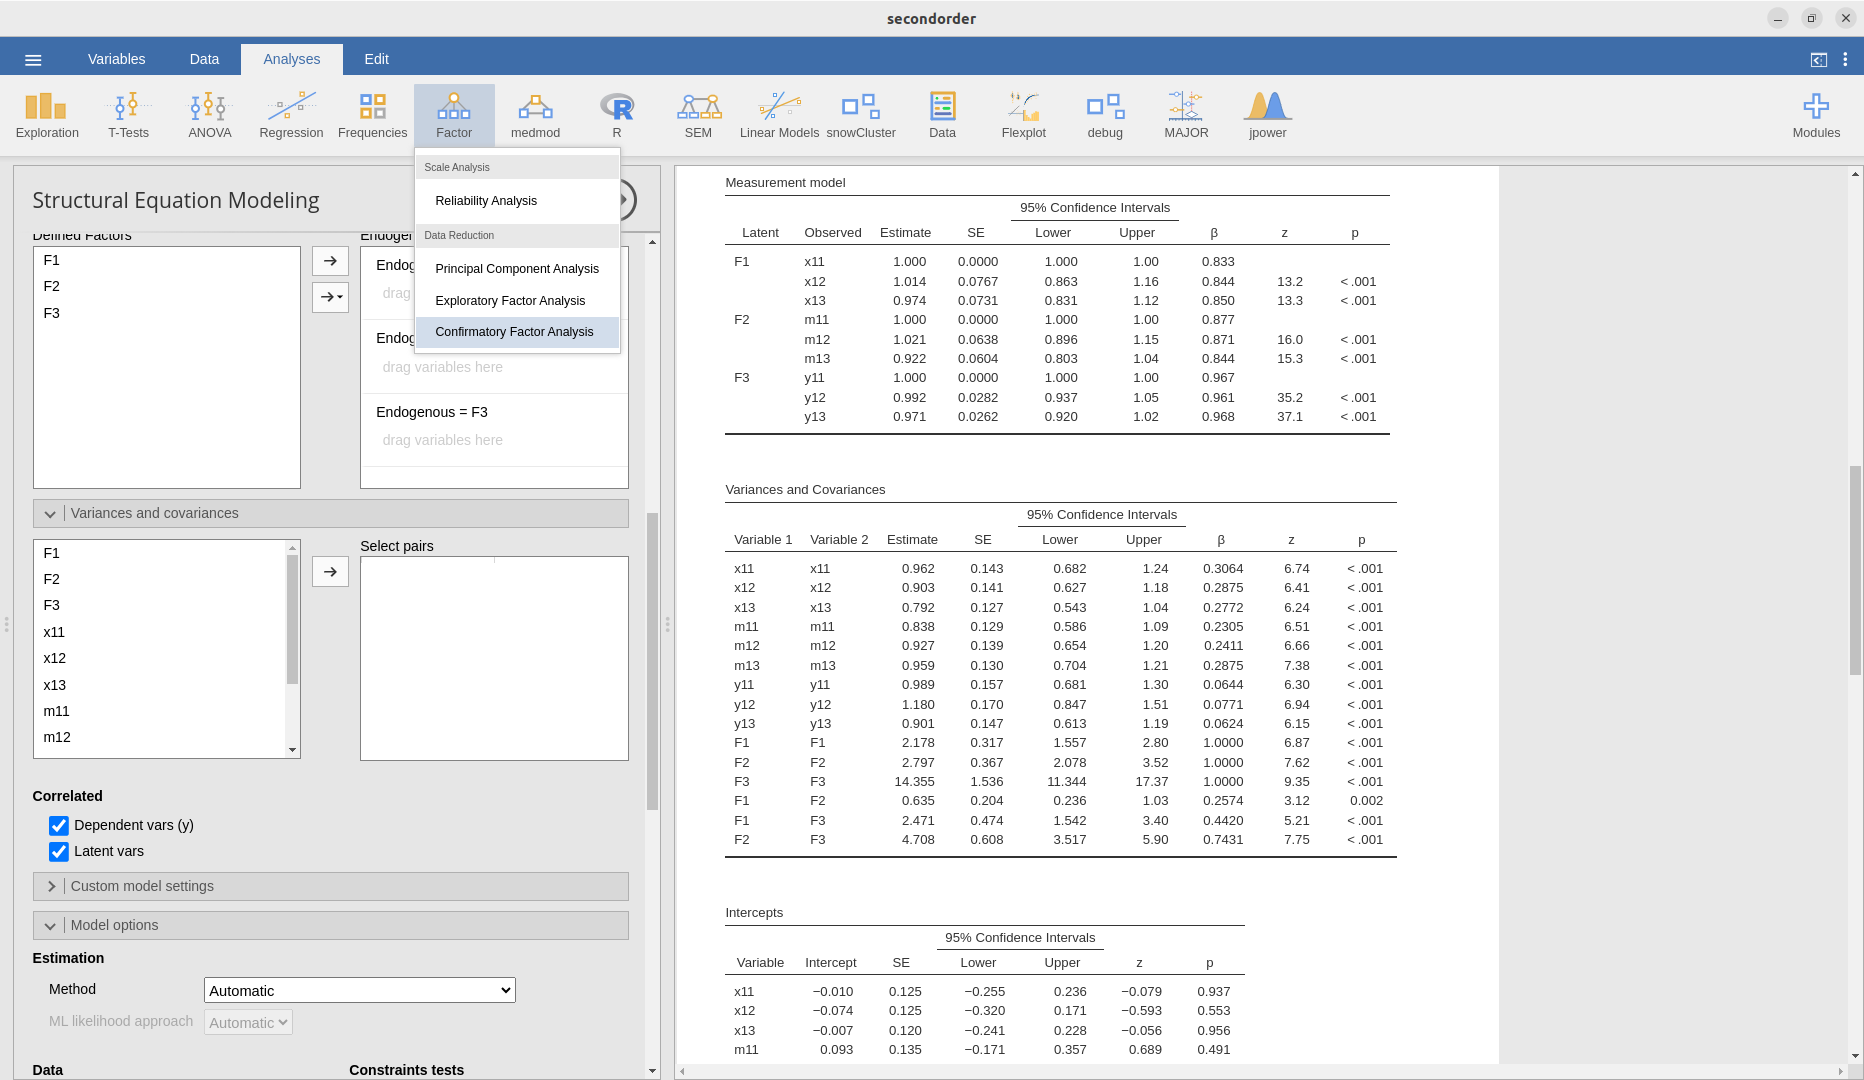 secondorder
Variables Data Analyses Edit
Exploration T-Tests ANOVA Regression Frequencies Factor medmod R SEM Linear Models snowCluster Data Flexplot debug MAJOR jpower Modules
Scale Analysis
Reliability Analysis
Data Reduction
Principal Component Analysis
Exploratory Factor Analysis
Confirmatory Factor Analysis
Structural Equation Modeling
Defined Factors
F1
F2
F3
Endog
drag
Endog
drag variables here
Endogenous = F3
drag variables here
Variances and covariances
F1
F2
F3
x11
x12
x13
m11
m12
Select pairs
Correlated
Dependent vars (y)
Latent vars
Custom model settings
Model options
Estimation
Method Automatic
ML likelihood approach Automatic
Data Constraints tests
Measurement model
95% Confidence Intervals
Latent Observed Estimate SE Lower Upper β z p
F1 x11 1.000 0.0000 1.000 1.00 0.833
x12 1.014 0.0767 0.863 1.16 0.844 13.2 < .001
x13 0.974 0.0731 0.831 1.12 0.850 13.3 < .001
F2 m11 1.000 0.0000 1.000 1.00 0.877
m12 1.021 0.0638 0.896 1.15 0.871 16.0 < .001
m13 0.922 0.0604 0.803 1.04 0.844 15.3 < .001
F3 y11 1.000 0.0000 1.000 1.00 0.967
y12 0.992 0.0282 0.937 1.05 0.961 35.2 < .001
y13 0.971 0.0262 0.920 1.02 0.968 37.1 < .001
Variances and Covariances
95% Confidence Intervals
Variable 1 Variable 2 Estimate SE Lower Upper β z p
x11 x11 0.962 0.143 0.682 1.24 0.3064 6.74 < .001
x12 x12 0.903 0.141 0.627 1.18 0.2875 6.41 < .001
x13 x13 0.792 0.127 0.543 1.04 0.2772 6.24 < .001
m11 m11 0.838 0.129 0.586 1.09 0.2305 6.51 < .001
m12 m12 0.927 0.139 0.654 1.20 0.2411 6.66 < .001
m13 m13 0.959 0.130 0.704 1.21 0.2875 7.38 < .001
y11 y11 0.989 0.157 0.681 1.30 0.0644 6.30 < .001
y12 y12 1.180 0.170 0.847 1.51 0.0771 6.94 < .001
y13 y13 0.901 0.147 0.613 1.19 0.0624 6.15 < .001
F1 F1 2.178 0.317 1.557 2.80 1.0000 6.87 < .001
F2 F2 2.797 0.367 2.078 3.52 1.0000 7.62 < .001
F3 F3 14.355 1.536 11.344 17.37 1.0000 9.35 < .001
F1 F2 0.635 0.204 0.236 1.03 0.2574 3.12 0.002
F1 F3 2.471 0.474 1.542 3.40 0.4420 5.21 < .001
F2 F3 4.708 0.608 3.517 5.90 0.7431 7.75 < .001
Intercepts
95% Confidence Intervals
Variable Intercept SE Lower Upper z p
x11 −0.010 0.125 −0.255 0.236 −0.079 0.937
x12 −0.074 0.125 −0.320 0.171 −0.593 0.553
x13 −0.007 0.120 −0.241 0.228 −0.056 0.956
m11 0.093 0.135 −0.171 0.357 0.689 0.491